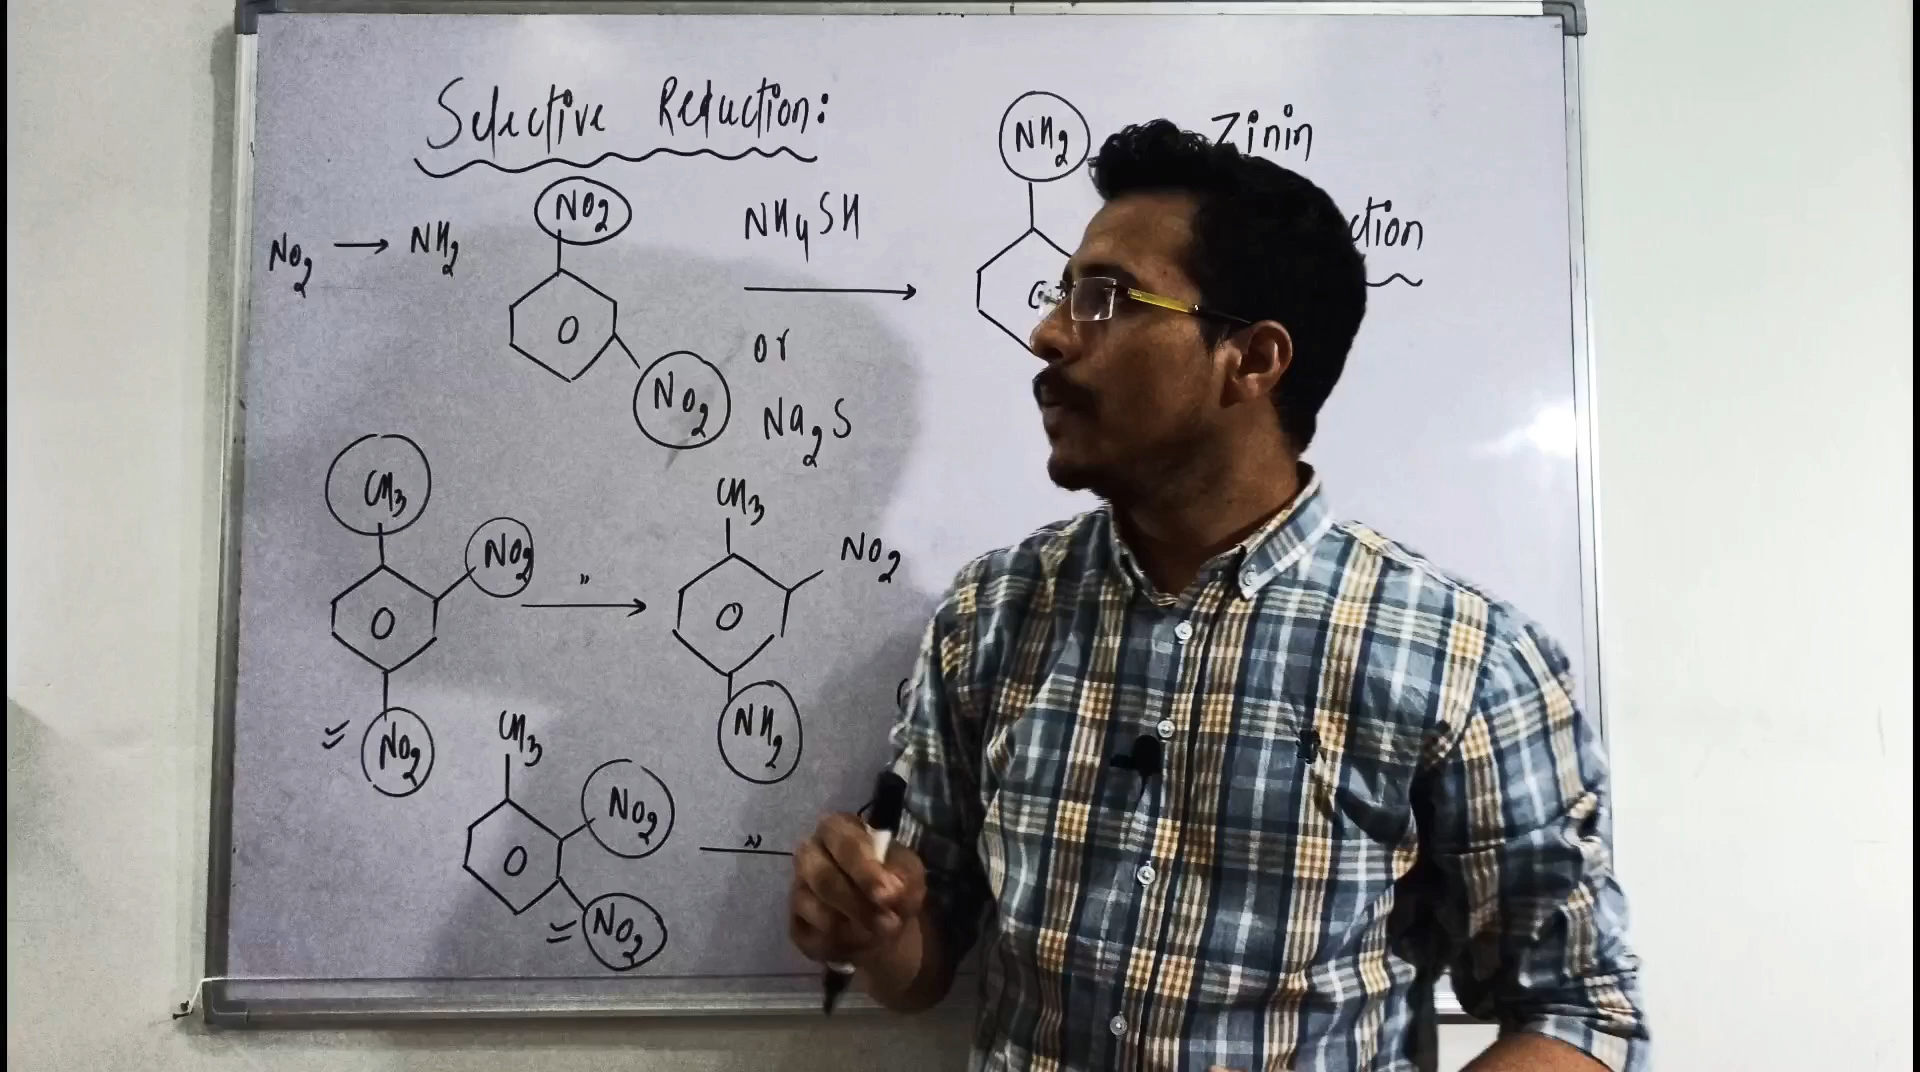 Selective Reduction:
NH2
Zinin
ction
NO2 → NH2
NO2
NO2
NH4SH
or
Na2S
CH3
NO2
NO2
"
CH3
NO2
NH2
CH3
NO2
NO2
"